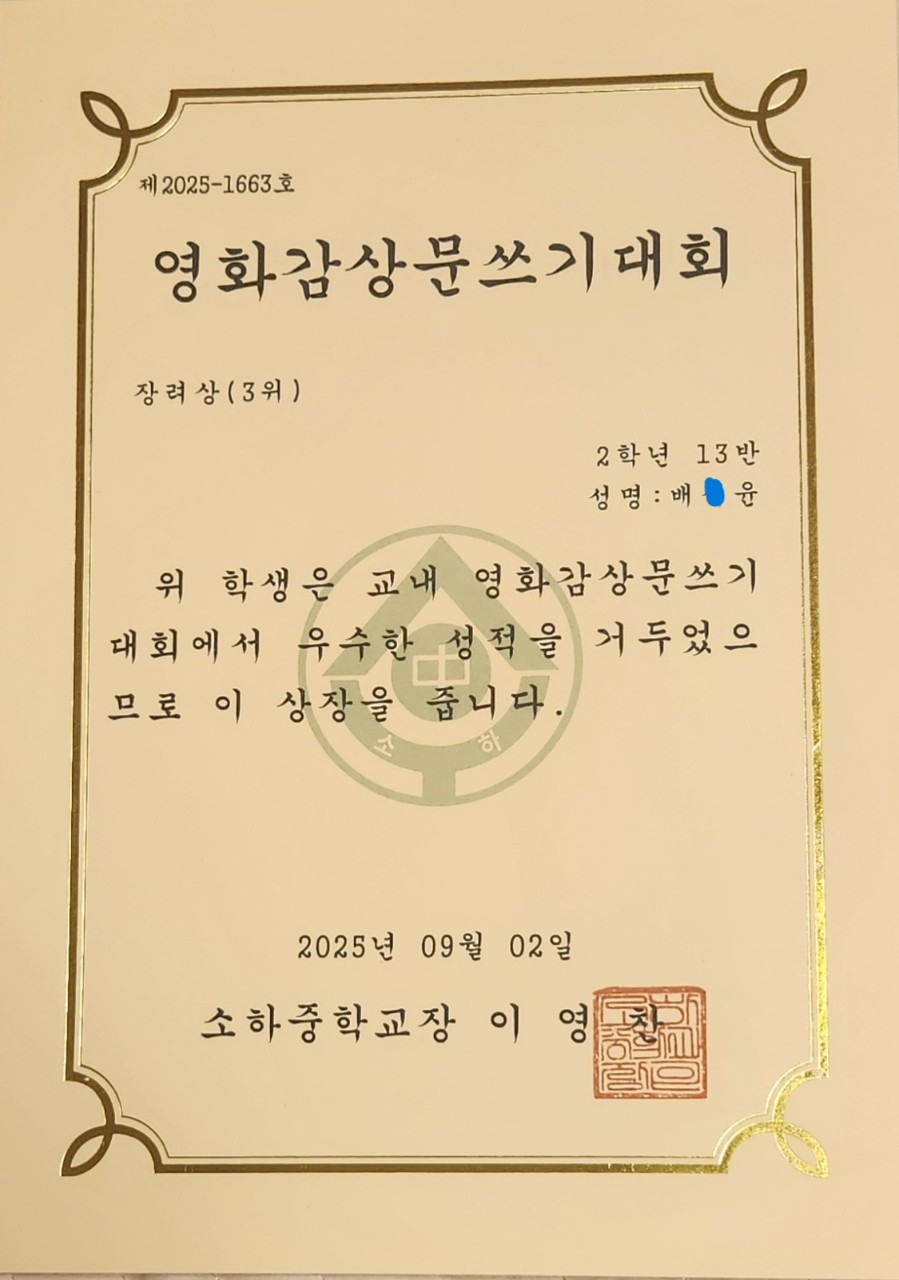 제2025-1663호
영화감상문쓰기대회
장려상(3위)
2학년 13반
성명:배 윤
위 학생은 교내 영화감상문쓰기
대회에서 우수한 성적을 거두었으
므로 이 상장을 줍니다.
中
소 하
2025년 09월 02일
소하중학교장 이 영 찬